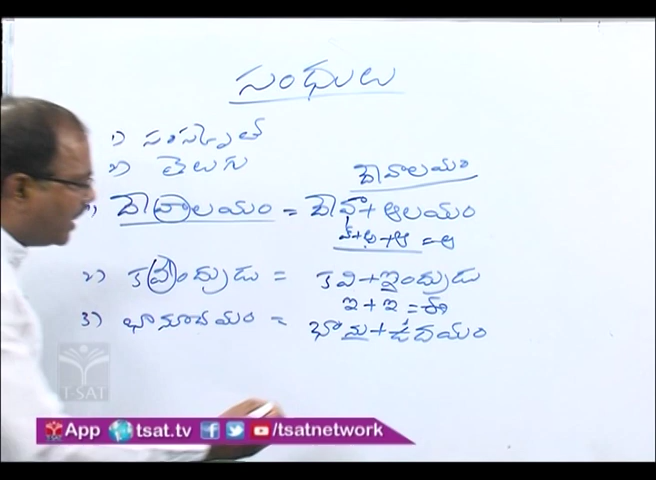 సంధులు
1) సంస్కృత
2) తెలుగు
శివాలయం
1) శివాలయం = శివ + ఆలయం
వ్+అ+ఆ = ఆ
2) కవీంద్రుడు = కవి + ఇంద్రుడు
ఇ + ఇ = ఈ
3) భానూదయం = భాను + ఉదయం
T-SAT
App tsat.tv /tsatnetwork